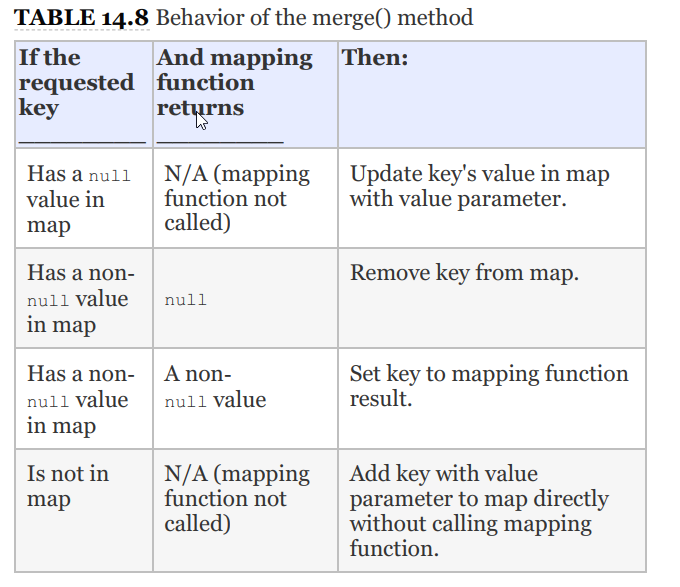 TABLE 14.8 Behavior of the merge() method
If the
requested
key
And mapping
function
returns
Then:
Has a null
value in
map
N/A (mapping
function not
called)
Update key's value in map
with value parameter.
Has a non-
null value
in map
null
Remove key from map.
Has a non-
null value
in map
A non-
null value
Set key to mapping function
result.
Is not in
map
N/A (mapping
function not
called)
Add key with value
parameter to map directly
without calling mapping
function.